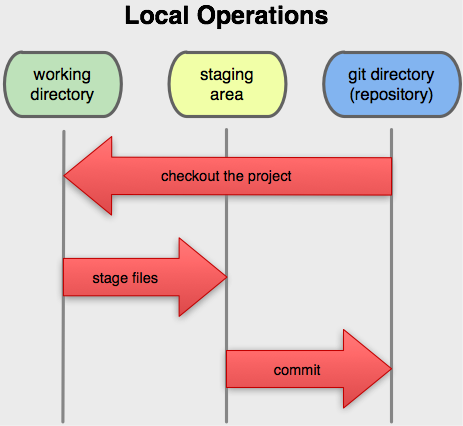 Local Operations
working
directory
staging
area
git directory
(repository)
checkout the project
stage files
commit